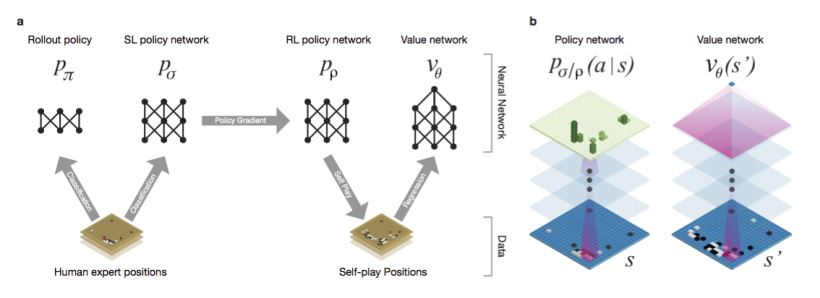 a
Rollout policy
SL policy network
RL policy network
Value network
pπ
pσ
pρ
vθ
Policy Gradient
Classification
Classification
Self Play
Regression
Neural Network
Data
Human expert positions
Self-play Positions
b
Policy network
Value network
pσ/ρ (a|s)
vθ(s’)
s
s’